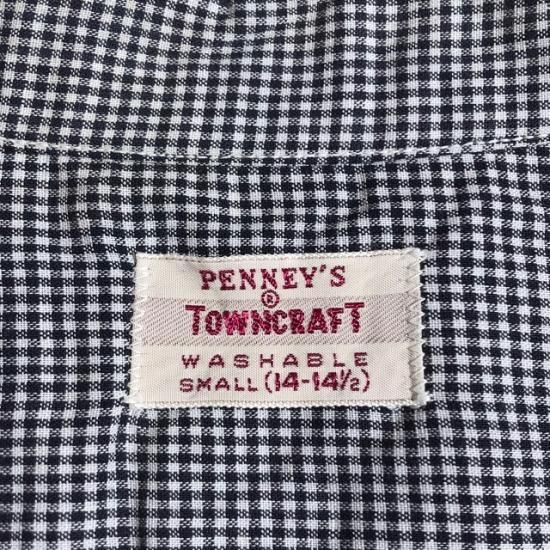 PENNEY'S
®
TOWNCRAFT
WASHABLE
SMALL (14-14½)